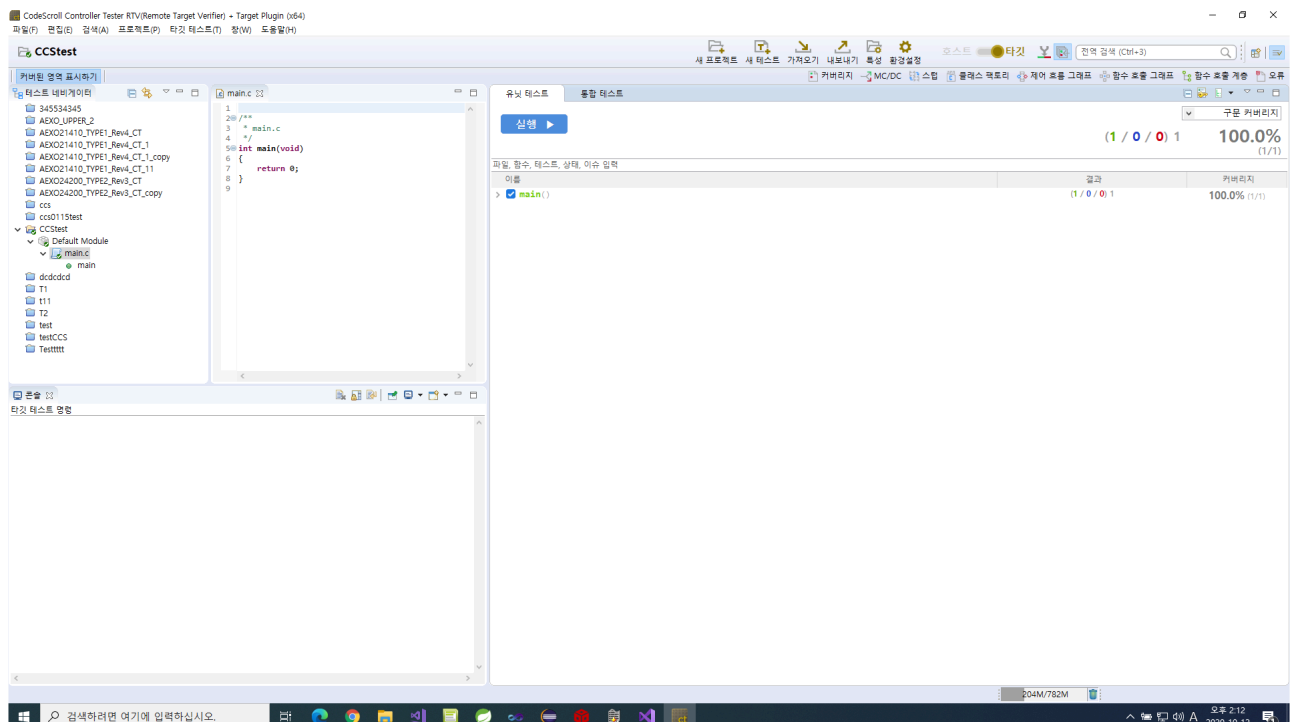 CodeScroll Controller Tester RTV(Remote Target Verifier) + Target Plugin (x64)
파일(F) 편집(E) 검색(A) 프로젝트(P) 타깃 테스트(T) 창(W) 도움말(H)
CCStest
새 프로젝트 새 테스트 가져오기 내보내기 특성 환경설정
호스트 타깃
전역 검색 (Ctrl+3)
커버된 영역 표시하기
커버리지 MC/DC 스텁 클래스 팩토리 제어 흐름 그래프 함수 호출 그래프 함수 호출 계층 오류
테스트 네비게이터
345534345
AEXO_UPPER_2
AEXO21410_TYPE1_Rev4_CT
AEXO21410_TYPE1_Rev4_CT_1
AEXO21410_TYPE1_Rev4_CT_1_copy
AEXO21410_TYPE1_Rev4_CT_11
AEXO24200_TYPE2_Rev3_CT
AEXO24200_TYPE2_Rev3_CT_copy
ccs
ccs0115test
CCStest
Default Module
main.c
main
dcdcdcd
T1
t11
T2
test
testCCS
Testtttt
main.c
1
2 /**
3 * main.c
4 */
5 int main(void)
6 {
7 return 0;
8 }
9
유닛 테스트 통합 테스트
실행
구문 커버리지
(1 / 0 / 0) 1 100.0%
(1/1)
파일, 함수, 테스트, 상태, 이슈 입력
이름 결과 커버리지
main() (1 / 0 / 0) 1 100.0% (1/1)
콘솔
타깃 테스트 명령
204M/782M
검색하려면 여기에 입력하십시오.
A
오후 2:12